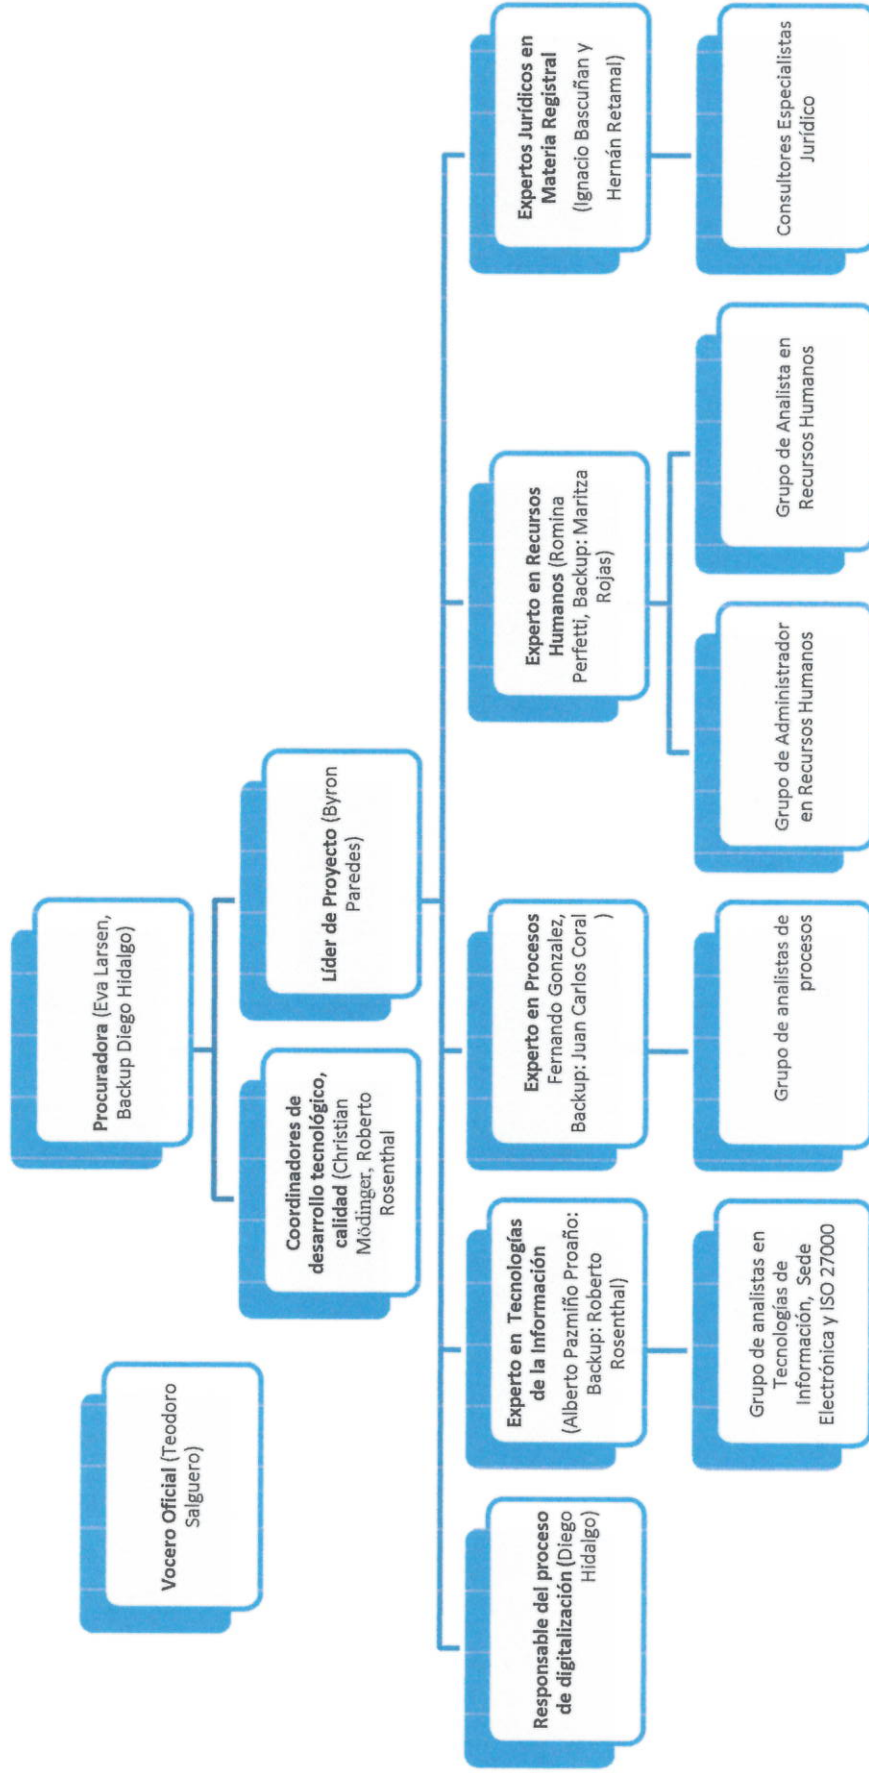 Vocero Oficial (Teodoro
Salguero)
Procuradora (Eva Larsen,
Backup Diego Hidalgo)
Coordinadores de
desarrollo tecnológico,
calidad (Christian
Mödinger, Roberto
Rosenthal
Líder de Proyecto (Byron
Paredes)
Responsable del proceso
de digitalización (Diego
Hidalgo)
Experto en Tecnologías
de la Información
(Alberto Pazmiño Proaño:
Backup: Roberto
Rosenthal)
Experto en Procesos
Fernando Gonzalez,
Backup: Juan Carlos Coral
)
Experto en Recursos
Humanos (Romina
Perfetti, Backup: Maritza
Rojas)
Expertos Jurídicos en
Materia Registral
(Ignacio Bascuñan y
Hernán Retamal)
Grupo de analistas en
Tecnologías de
Información, Sede
Electrónica y ISO 27000
Grupo de analistas de
procesos
Grupo de Administrador
en Recursos Humanos
Grupo de Analista en
Recursos Humanos
Consultores Especialistas
Jurídico